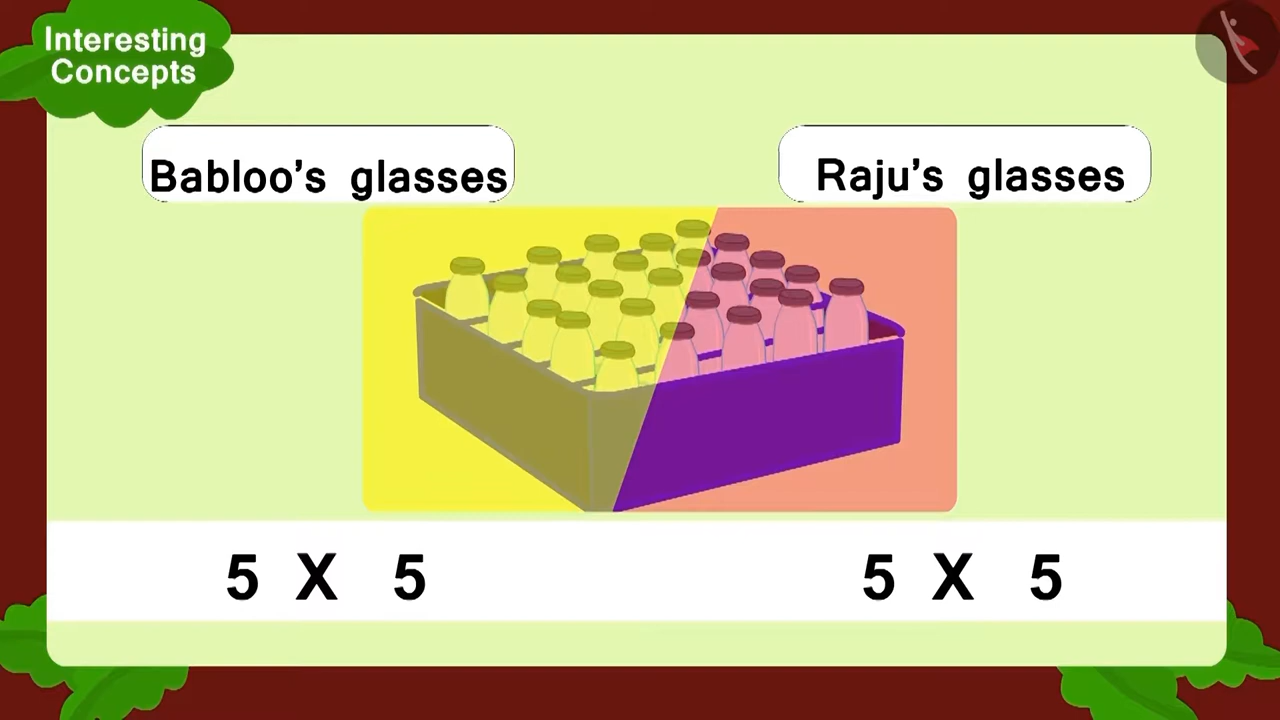 Interesting
Concepts
Babloo's glasses
Raju's glasses
5 X 5
5 X 5